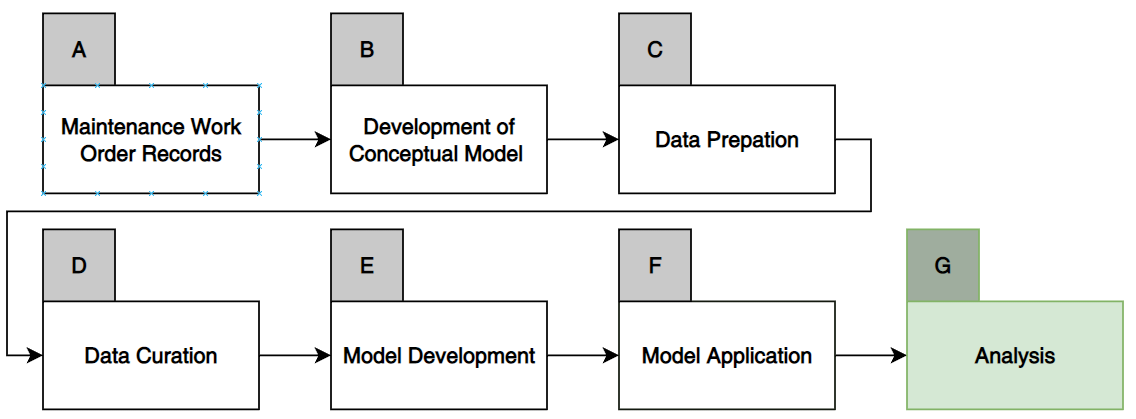 A
Maintenance Work
Order Records
B
Development of
Conceptual Model
C
Data Prepation
D
Data Curation
E
Model Development
F
Model Application
G
Analysis